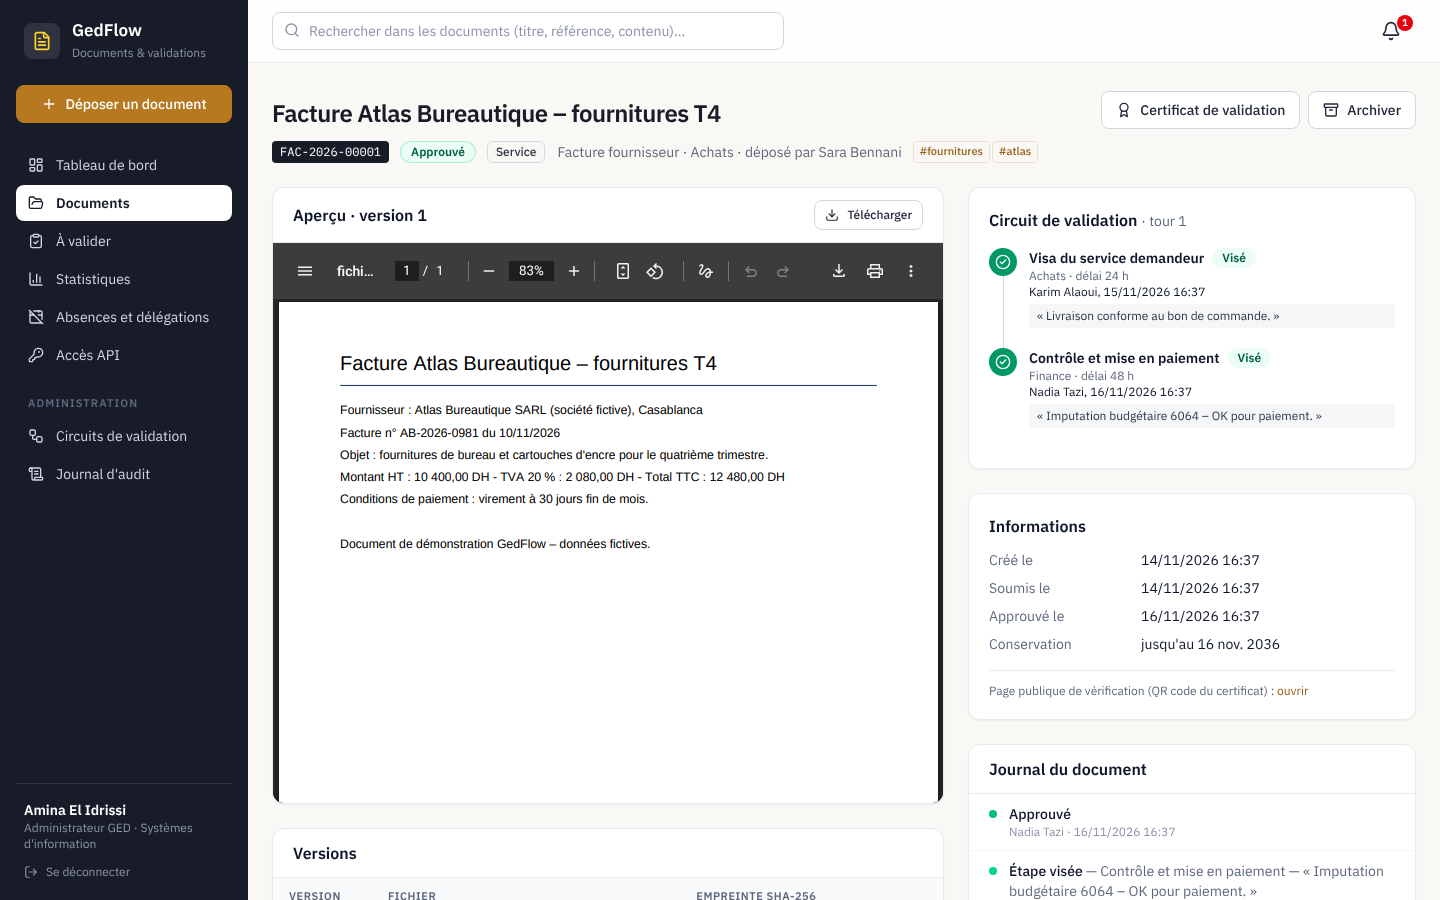 GedFlow
Documents & validations
Déposer un document
Tableau de bord
Documents
À valider
Statistiques
Absences et délégations
Accès API
ADMINISTRATION
Circuits de validation
Journal d'audit
Amina El Idrissi
Administrateur GED · Systèmes
d'information
Se déconnecter
Rechercher dans les documents (titre, référence, contenu)...
1
Facture Atlas Bureautique – fournitures T4
Certificat de validation
Archiver
FAC-2026-00001
Approuvé
Service
Facture fournisseur · Achats · déposé par Sara Bennani
#fournitures
#atlas
Aperçu · version 1
Télécharger
fichi...
1 / 1
83%
Facture Atlas Bureautique – fournitures T4
Fournisseur : Atlas Bureautique SARL (société fictive), Casablanca
Facture n° AB-2026-0981 du 10/11/2026
Objet : fournitures de bureau et cartouches d'encre pour le quatrième trimestre.
Montant HT : 10 400,00 DH - TVA 20 % : 2 080,00 DH - Total TTC : 12 480,00 DH
Conditions de paiement : virement à 30 jours fin de mois.
Document de démonstration GedFlow – données fictives.
Versions
VERSION FICHIER EMPREINTE SHA-256
Circuit de validation · tour 1
Visa du service demandeur Visé
Achats · délai 24 h
Karim Alaoui, 15/11/2026 16:37
« Livraison conforme au bon de commande. »
Contrôle et mise en paiement Visé
Finance · délai 48 h
Nadia Tazi, 16/11/2026 16:37
« Imputation budgétaire 6064 – OK pour paiement. »
Informations
Créé le 14/11/2026 16:37
Soumis le 14/11/2026 16:37
Approuvé le 16/11/2026 16:37
Conservation jusqu'au 16 nov. 2036
Page publique de vérification (QR code du certificat) : ouvrir
Journal du document
Approuvé
Nadia Tazi · 16/11/2026 16:37
Étape visée — Contrôle et mise en paiement — « Imputation
budgétaire 6064 – OK pour paiement. »